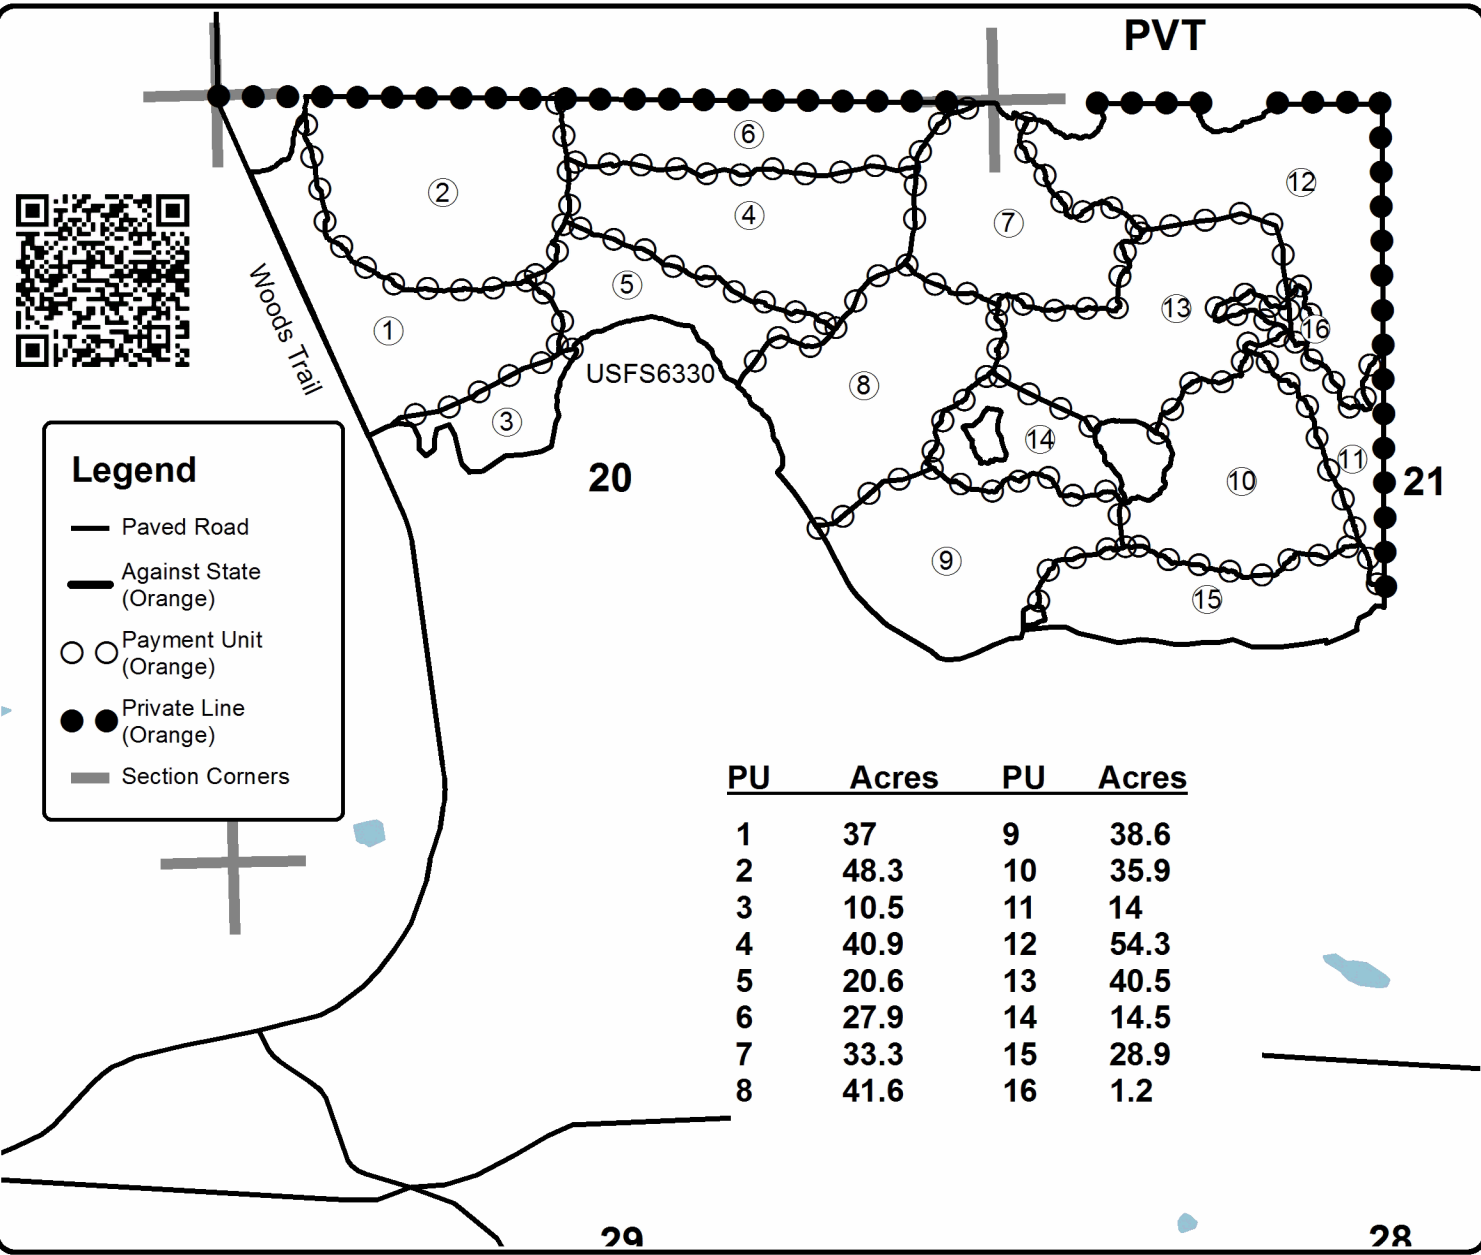 PVT
6
12
2
4
7
5
13
16
1
Woods Trail
USFS6330
8
3
14
11
20
10
21
9
15
Legend
Paved Road
Against State
(Orange)
Payment Unit
(Orange)
Private Line
(Orange)
Section Corners
PU Acres PU Acres
1 37 9 38.6
2 48.3 10 35.9
3 10.5 11 14
4 40.9 12 54.3
5 20.6 13 40.5
6 27.9 14 14.5
7 33.3 15 28.9
8 41.6 16 1.2
29
28